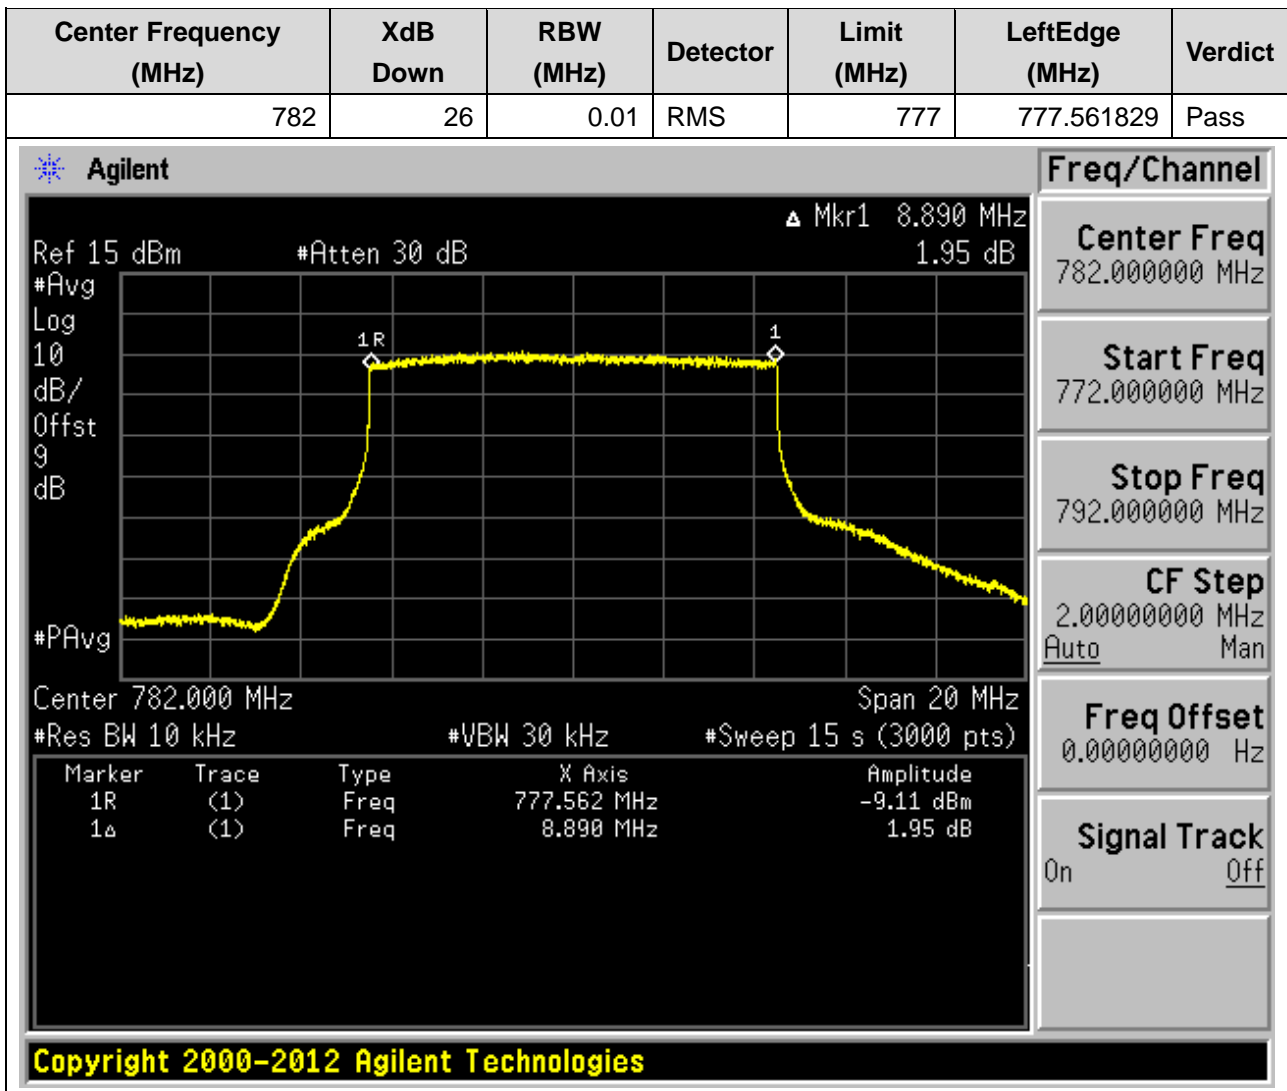 Center Frequency (MHz) XdB Down RBW (MHz) Detector Limit (MHz) LeftEdge (MHz) Verdict
782 26 0.01 RMS 777 777.561829 Pass
Agilent
Freq/Channel
Δ Mkr1 8.890 MHz
Ref 15 dBm #Atten 30 dB 1.95 dB
#Avg
Log
10
dB/
Offst
9
dB
#PAvg
1R
1
Center 782.000 MHz Span 20 MHz
#Res BW 10 kHz #VBW 30 kHz #Sweep 15 s (3000 pts)
Marker Trace Type X Axis Amplitude
1R (1) Freq 777.562 MHz -9.11 dBm
1Δ (1) Freq 8.890 MHz 1.95 dB
Center Freq
782.000000 MHz
Start Freq
772.000000 MHz
Stop Freq
792.000000 MHz
CF Step
2.00000000 MHz
Auto Man
Freq Offset
0.00000000 Hz
Signal Track
On Off
Copyright 2000-2012 Agilent Technologies